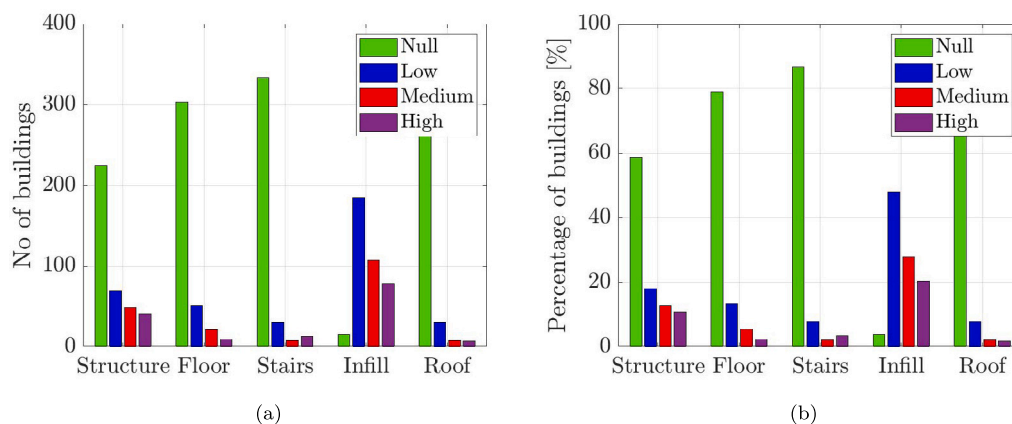 No of buildings
400
300
200
100
0
Null
Low
Medium
High
Structure Floor Stairs Infill Roof
(a)
Percentage of buildings [%]
100
80
60
40
20
0
Null
Low
Medium
High
Structure Floor Stairs Infill Roof
(b)